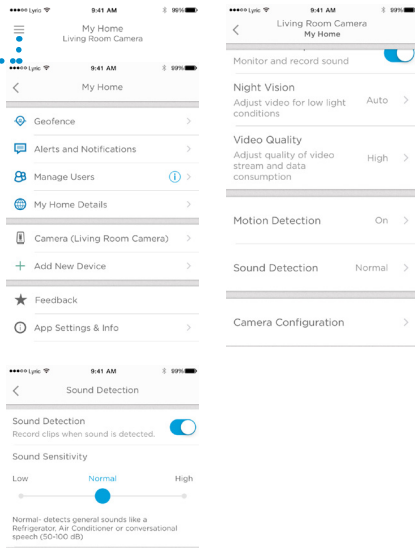 ●●●●○ Lyric 9:41 AM 99%
My Home
Living Room Camera
●●●●○ Lyric 9:41 AM 99%
My Home
Geofence
Alerts and Notifications
Manage Users
My Home Details
Camera (Living Room Camera)
Add New Device
Feedback
App Settings & Info
●●●●○ Lyric 9:41 AM 99%
Sound Detection
Sound Detection
Record clips when sound is detected.
Sound Sensitivity
Low Normal High
Normal- detects general sounds like a
Refrigerator, Air Conditioner or conversational
speech (50-100 dB)
●●●●○ Lyric 9:41 AM 99%
Living Room Camera
My Home
Monitor and record sound
Night Vision
Adjust video for low light
conditions
Auto
Video Quality
Adjust quality of video
stream and data
consumption
High
Motion Detection On
Sound Detection Normal
Camera Configuration